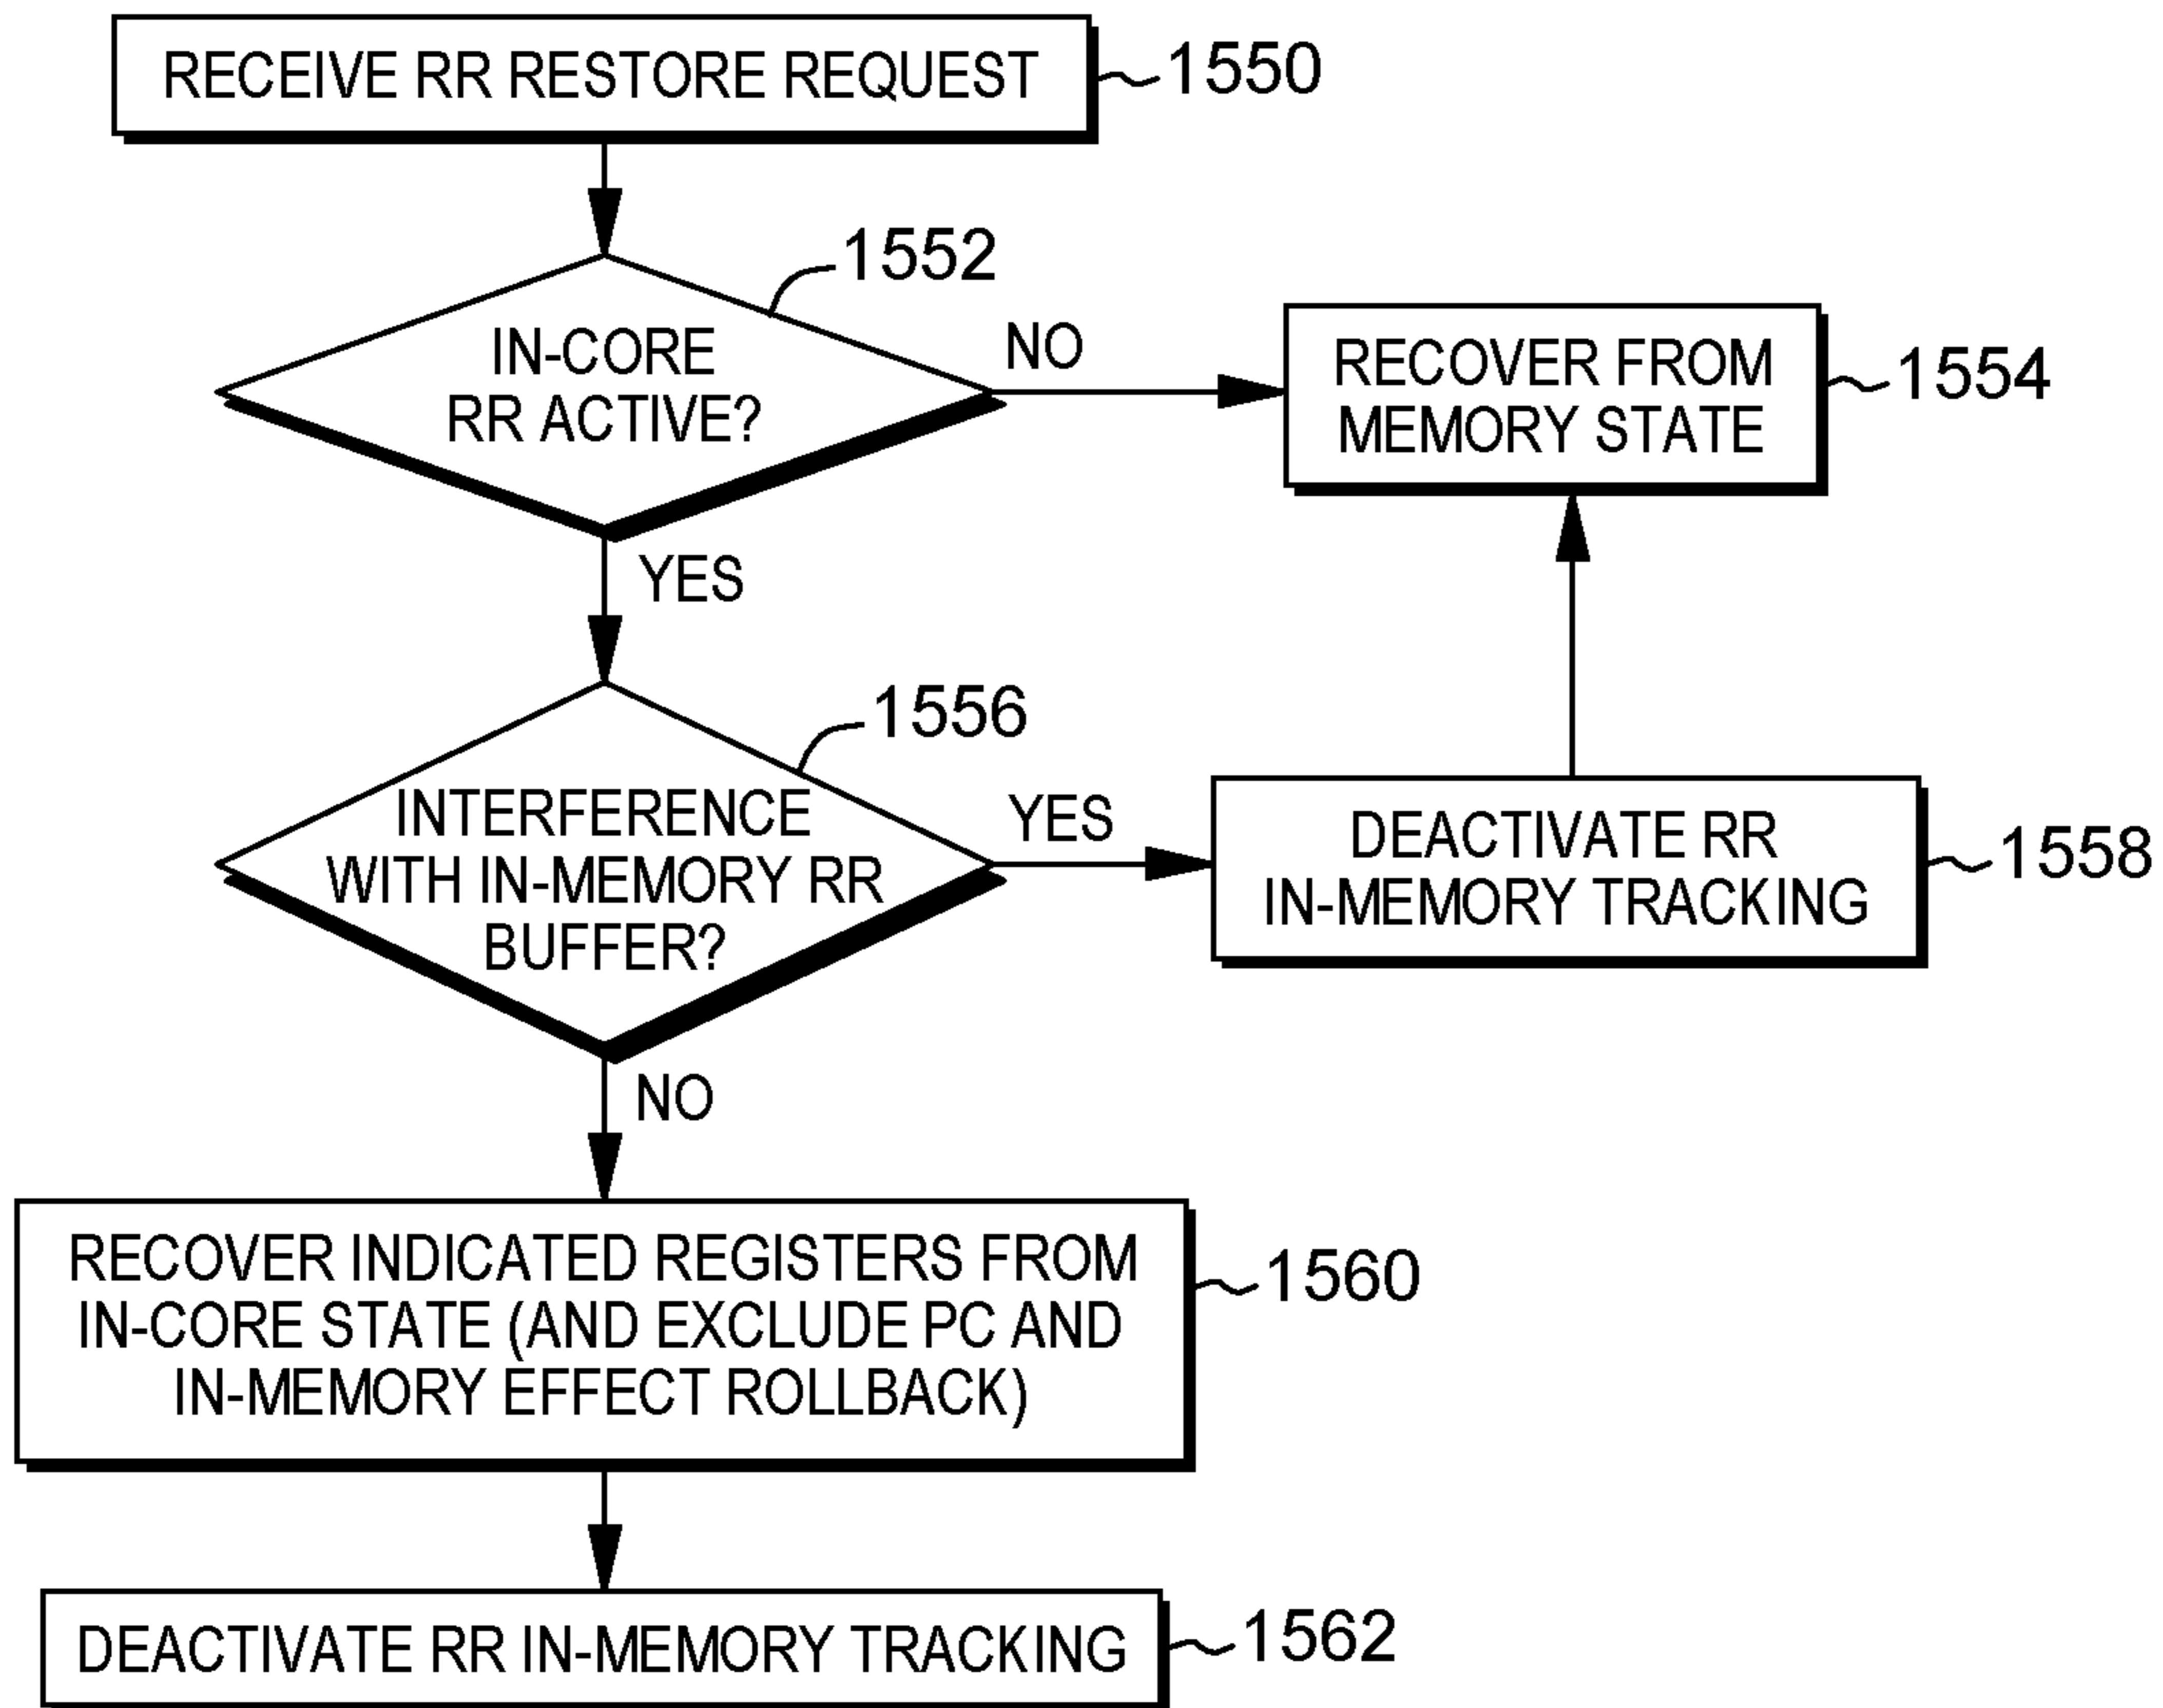 RECEIVE RR RESTORE REQUEST
1550
1552
IN-CORE
RR ACTIVE?
NO
RECOVER FROM
MEMORY STATE
1554
YES
1556
INTERFERENCE
WITH IN-MEMORY RR
BUFFER?
YES
DEACTIVATE RR
IN-MEMORY TRACKING
1558
NO
RECOVER INDICATED REGISTERS FROM
IN-CORE STATE (AND EXCLUDE PC AND
IN-MEMORY EFFECT ROLLBACK)
1560
DEACTIVATE RR IN-MEMORY TRACKING
1562